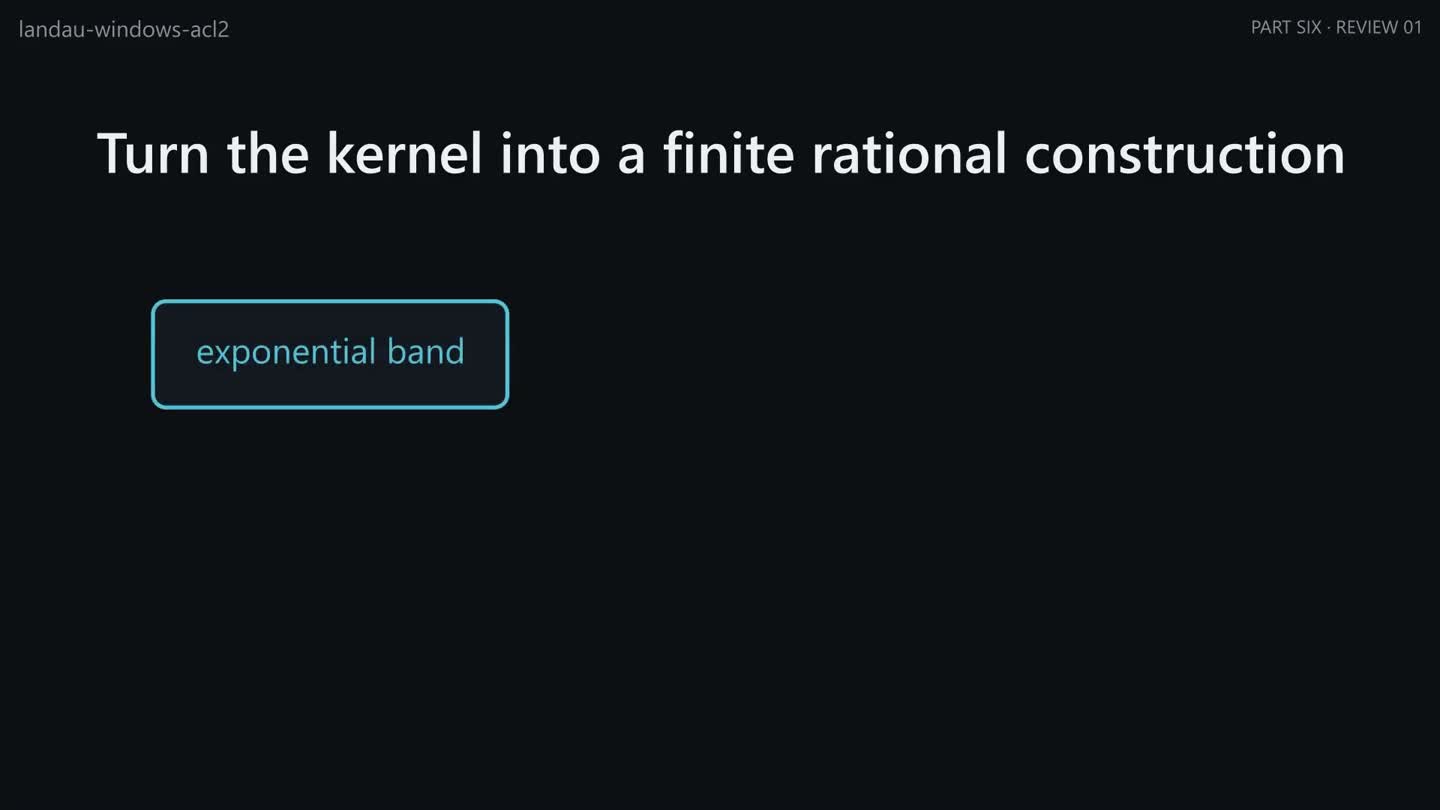 landau-windows-acl2
PART SIX · REVIEW 01
Turn the kernel into a finite rational construction
exponential band